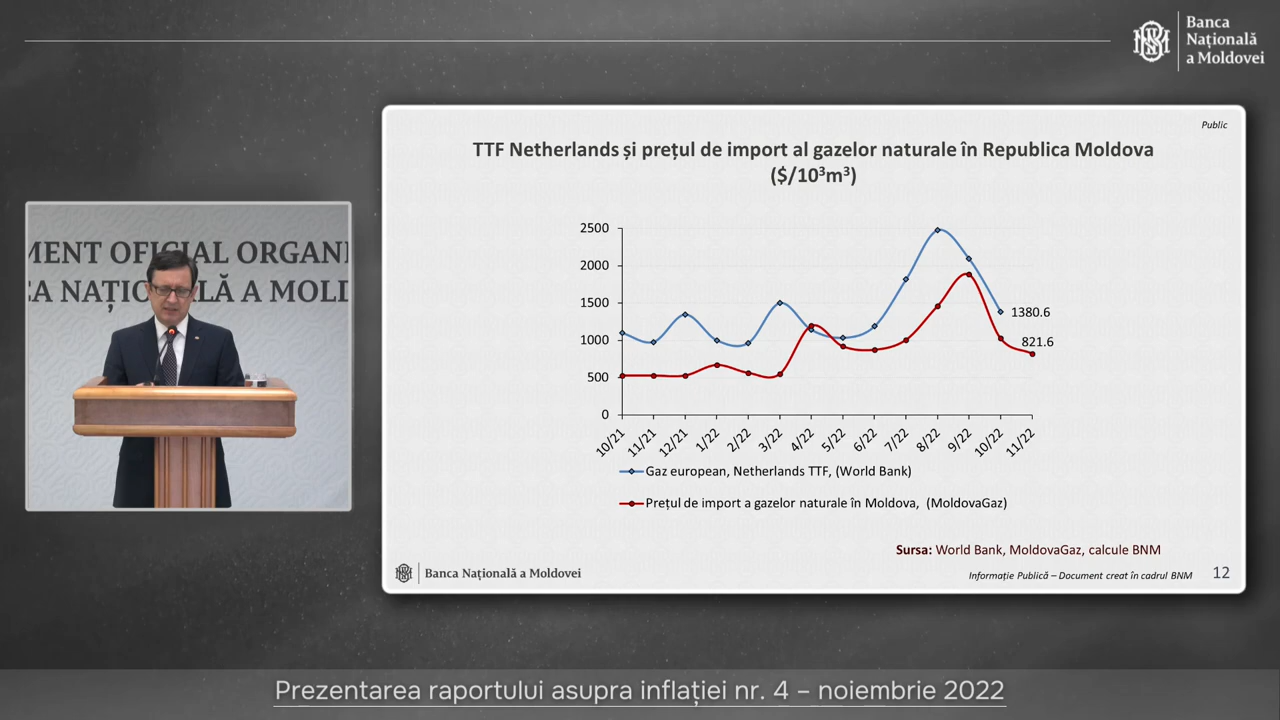 Banca
Națională
a Moldovei
Public
TTF Netherlands și prețul de import al gazelor naturale în Republica Moldova
($/10³m³)
MENT OFICIAL ORGANI
CA NAȚIONALĂ A MOLD
2500
2000
1500
1000
500
0
1380.6
821.6
10/21 11/21 12/21 1/22 2/22 3/22 4/22 5/22 6/22 7/22 8/22 9/22 10/22 11/22
Gaz european, Netherlands TTF, (World Bank)
Prețul de import a gazelor naturale în Moldova, (MoldovaGaz)
Sursa: World Bank, MoldovaGaz, calcule BNM
Banca Națională a Moldovei
Informație Publică – Document creat în cadrul BNM 12
Prezentarea raportului asupra inflației nr. 4 – noiembrie 2022